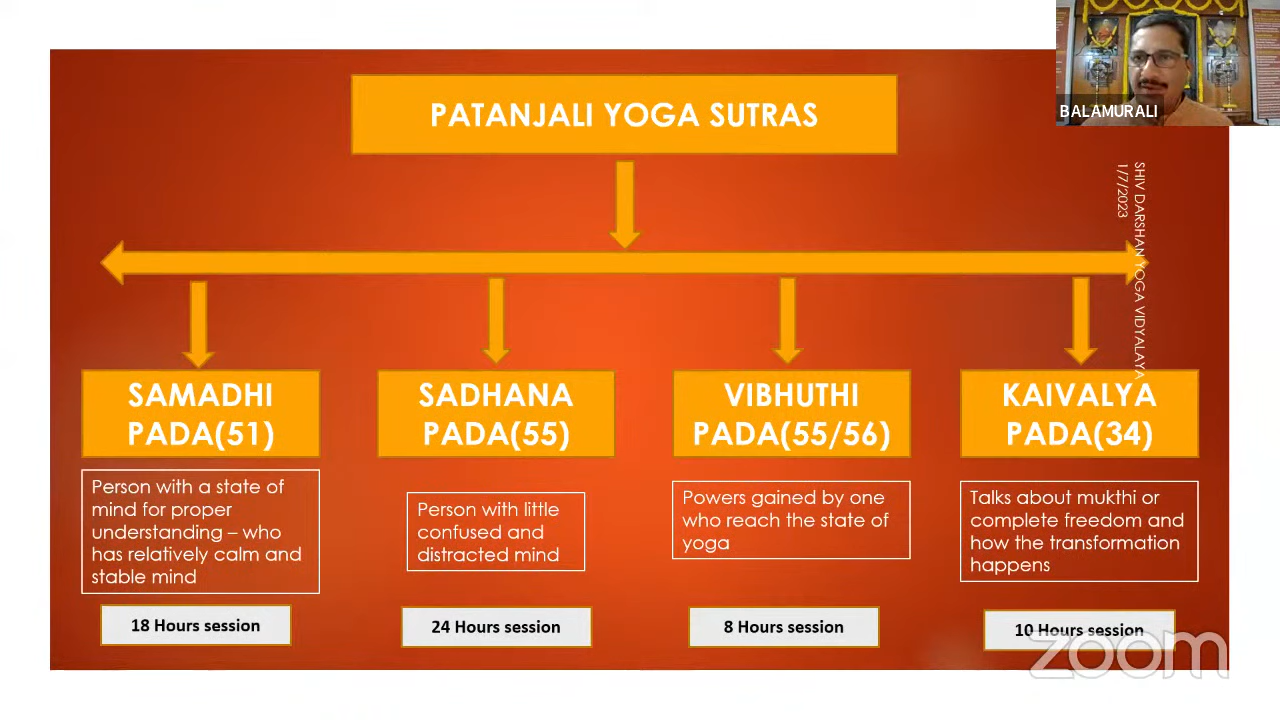 BALAMURALI
PATANJALI YOGA SUTRAS
SHIV DARSHAN YOGA VIDYALAYA
1/7/2023
SAMADHI
PADA(51)
Person with a state of
mind for proper
understanding – who
has relatively calm and
stable mind
18 Hours session
SADHANA
PADA(55)
Person with little
confused and
distracted mind
24 Hours session
VIBHUTHI
PADA(55/56)
Powers gained by one
who reach the state of
yoga
8 Hours session
KAIVALYA
PADA(34)
Talks about mukthi or
complete freedom and
how the transformation
happens
10 Hours session
zoom